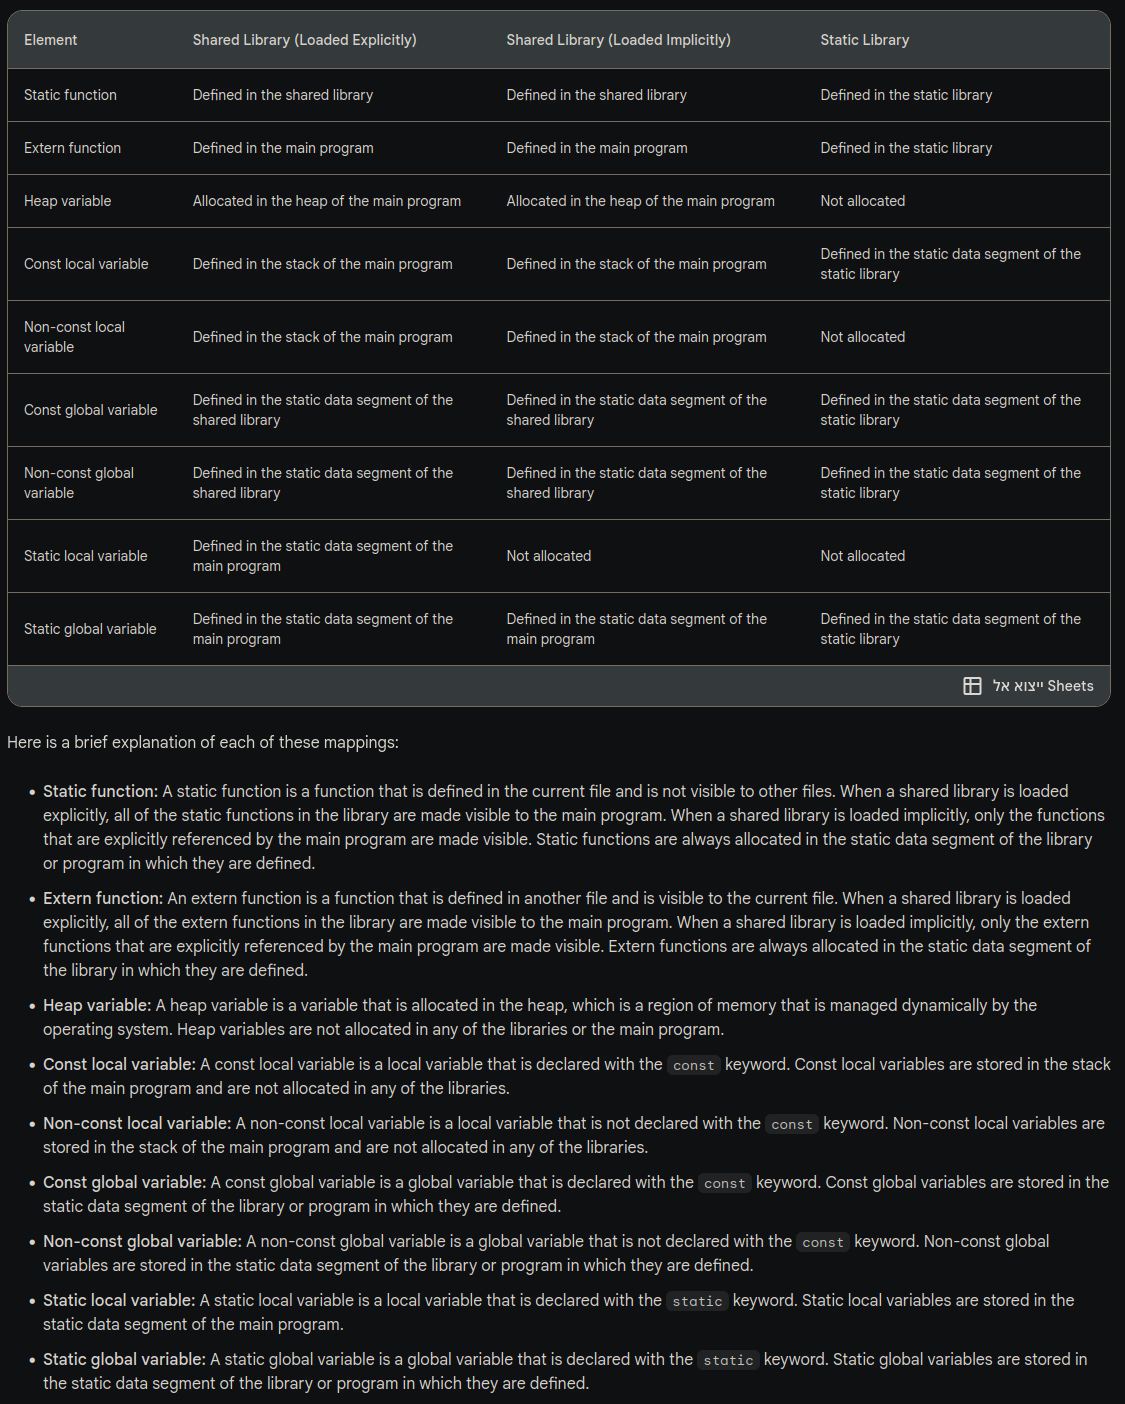 Element Shared Library (Loaded Explicitly) Shared Library (Loaded Implicitly) Static Library
Static function Defined in the shared library Defined in the shared library Defined in the static library
Extern function Defined in the main program Defined in the main program Defined in the static library
Heap variable Allocated in the heap of the main program Allocated in the heap of the main program Not allocated
Const local variable Defined in the stack of the main program Defined in the stack of the main program Defined in the static data segment of the
static library
Non-const local
variable Defined in the stack of the main program Defined in the stack of the main program Not allocated
Const global variable Defined in the static data segment of the
shared library Defined in the static data segment of the
shared library Defined in the static data segment of the
static library
Non-const global
variable Defined in the static data segment of the
shared library Defined in the static data segment of the
shared library Defined in the static data segment of the
static library
Static local variable Defined in the static data segment of the
main program Not allocated Not allocated
Static global variable Defined in the static data segment of the
main program Defined in the static data segment of the
main program Defined in the static data segment of the
static library
ייצוא אל Sheets
Here is a brief explanation of each of these mappings:
• Static function: A static function is a function that is defined in the current file and is not visible to other files. When a shared library is loaded
explicitly, all of the static functions in the library are made visible to the main program. When a shared library is loaded implicitly, only the functions
that are explicitly referenced by the main program are made visible. Static functions are always allocated in the static data segment of the library
or program in which they are defined.
• Extern function: An extern function is a function that is defined in another file and is visible to the current file. When a shared library is loaded
explicitly, all of the extern functions in the library are made visible to the main program. When a shared library is loaded implicitly, only the extern
functions that are explicitly referenced by the main program are made visible. Extern functions are always allocated in the static data segment of
the library in which they are defined.
• Heap variable: A heap variable is a variable that is allocated in the heap, which is a region of memory that is managed dynamically by the
operating system. Heap variables are not allocated in any of the libraries or the main program.
• Const local variable: A const local variable is a local variable that is declared with the const keyword. Const local variables are stored in the stack
of the main program and are not allocated in any of the libraries.
• Non-const local variable: A non-const local variable is a local variable that is not declared with the const keyword. Non-const local variables are
stored in the stack of the main program and are not allocated in any of the libraries.
• Const global variable: A const global variable is a global variable that is declared with the const keyword. Const global variables are stored in the
static data segment of the library or program in which they are defined.
• Non-const global variable: A non-const global variable is a global variable that is not declared with the const keyword. Non-const global
variables are stored in the static data segment of the library or program in which they are defined.
• Static local variable: A static local variable is a local variable that is declared with the static keyword. Static local variables are stored in the
static data segment of the main program.
• Static global variable: A static global variable is a global variable that is declared with the static keyword. Static global variables are stored in
the static data segment of the library or program in which they are defined.